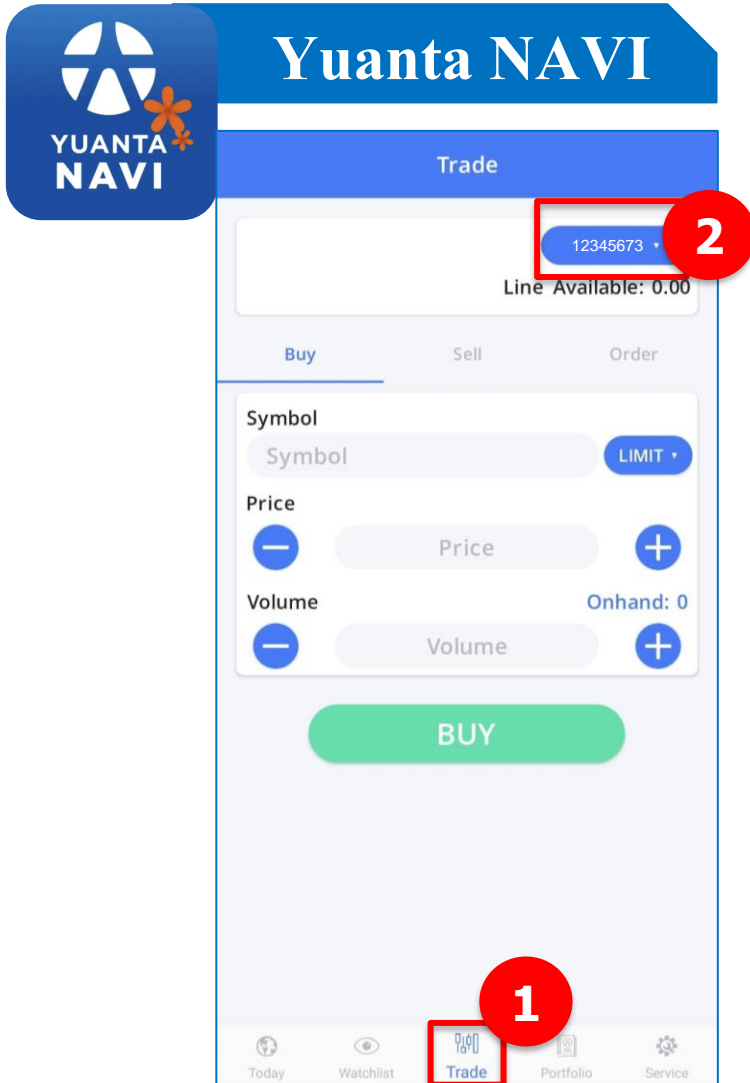 Yuanta NAVI
YUANTA
NAVI
Trade
2
12345673
Line Available: 0.00
Buy Sell Order
Symbol
Symbol LIMIT
Price
Price
Volume Onhand: 0
Volume
BUY
1
Today Watchlist Trade Portfolio Service